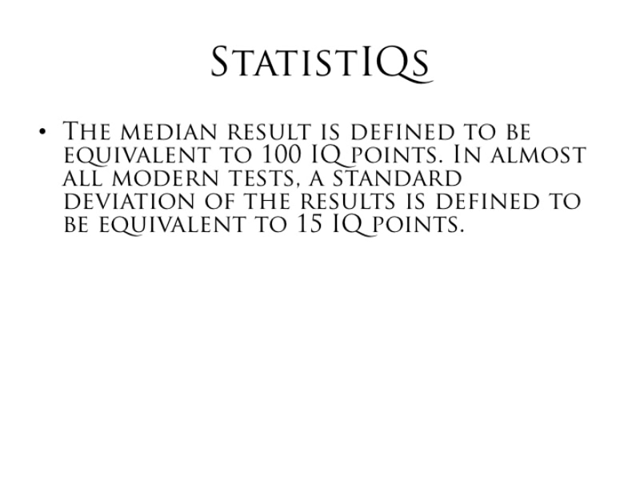 StatistIQs
• The median result is defined to be
equivalent to 100 IQ points. In almost
all modern tests, a standard
deviation of the results is defined to
be equivalent to 15 IQ points.